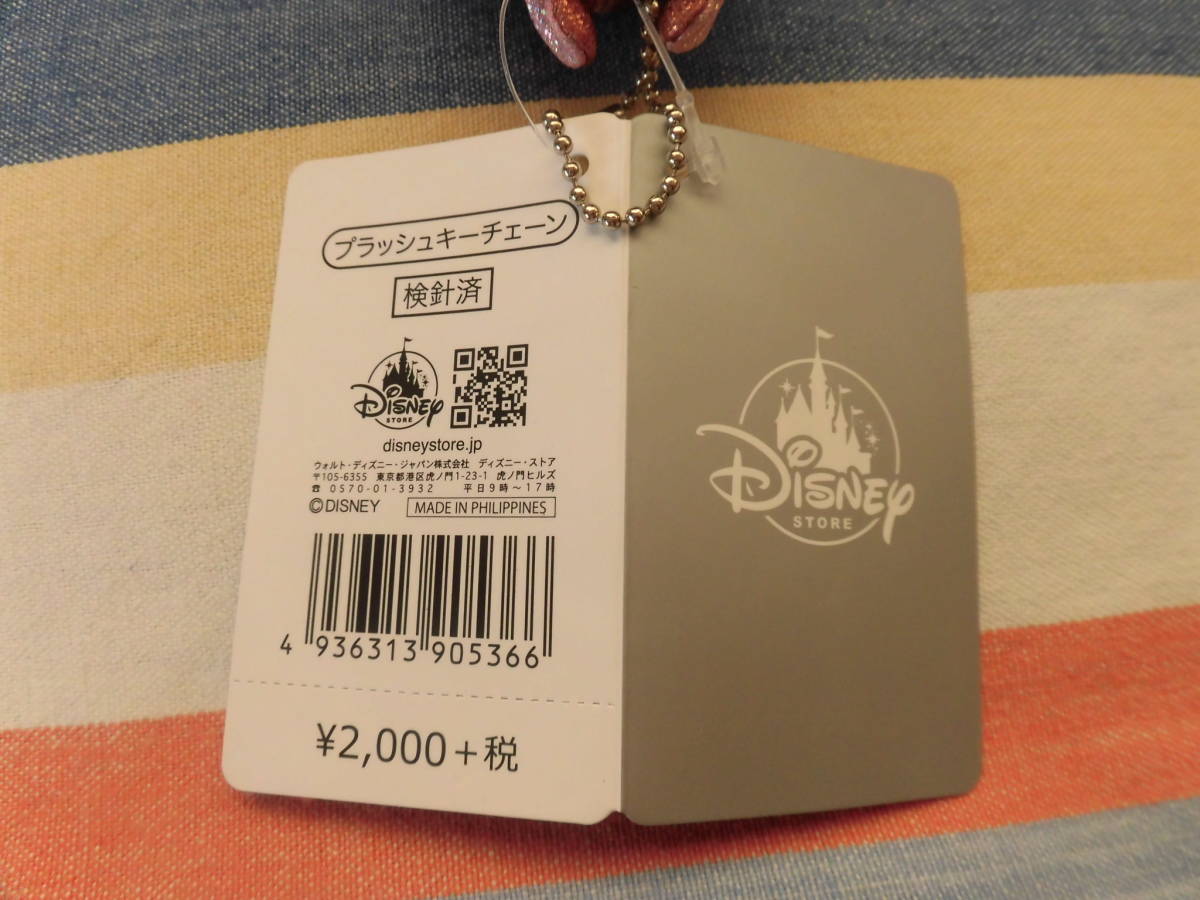 プラッシュキーチェーン
検針済
Disney
STORE
disneystore.jp
ウォルト・ディズニー・ジャパン株式会社 ディズニー・ストア
〒105-6355 東京都港区虎ノ門1-23-1 虎ノ門ヒルズ
☎ 0570-01-3932 平日9時～17時
©DISNEY MADE IN PHILIPPINES
4 936313 905366
¥2,000+税
Disney
STORE